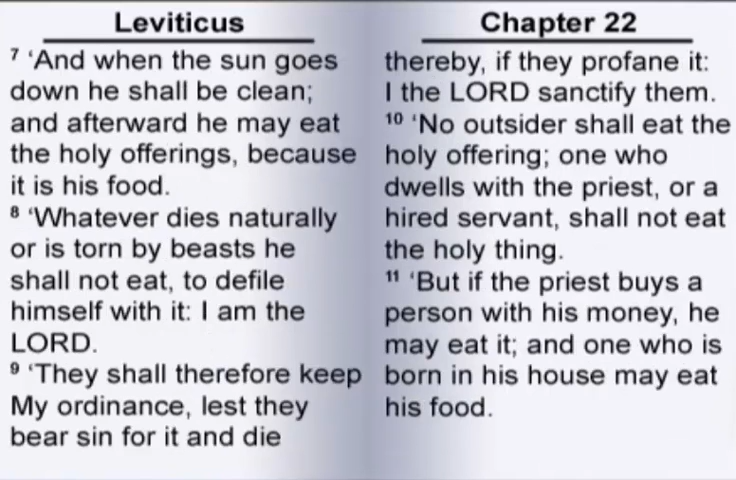 Leviticus
⁷ ‘And when the sun goes
down he shall be clean;
and afterward he may eat
the holy offerings, because
it is his food.
⁸ ‘Whatever dies naturally
or is torn by beasts he
shall not eat, to defile
himself with it: I am the
LORD.
⁹ ‘They shall therefore keep
My ordinance, lest they
bear sin for it and die
Chapter 22
thereby, if they profane it:
I the LORD sanctify them.
¹⁰ ‘No outsider shall eat the
holy offering; one who
dwells with the priest, or a
hired servant, shall not eat
the holy thing.
¹¹ ‘But if the priest buys a
person with his money, he
may eat it; and one who is
born in his house may eat
his food.